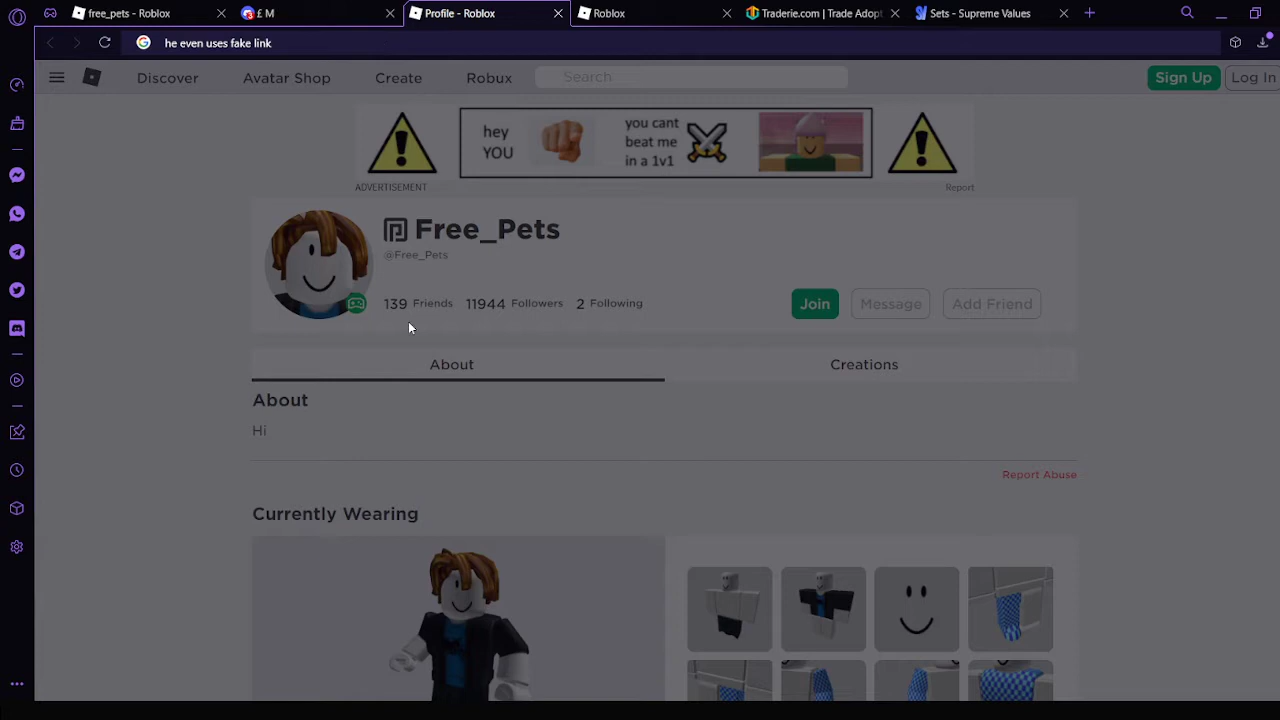 free_pets - Roblox
£ M
Profile - Roblox
Roblox
Traderie.com | Trade Adopt
Sets - Supreme Values
he even uses fake link
Discover
Avatar Shop
Create
Robux
Search
Sign Up
Log In
hey YOU
you cant
beat me
in a 1v1
ADVERTISEMENT
Report
Free_Pets
@Free_Pets
139 Friends
11944 Followers
2 Following
Join
Message
Add Friend
About
Creations
About
Hi
Report Abuse
Currently Wearing